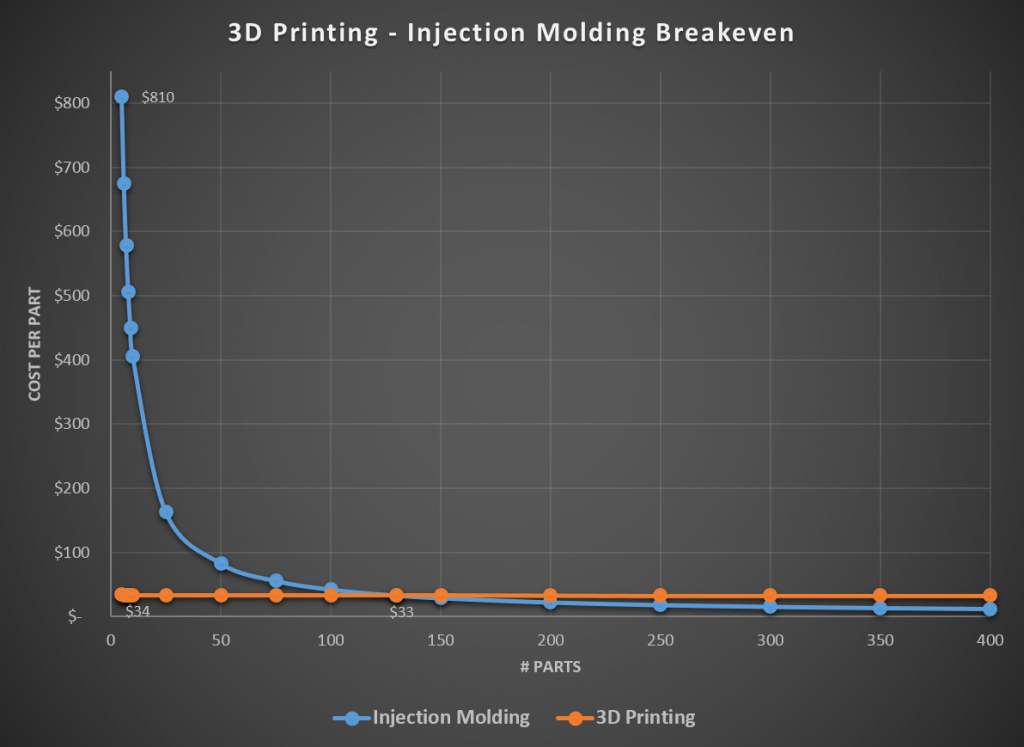 3D Printing - Injection Molding Breakeven
$810
$800
$700
$600
$500
$400
$300
$200
$100
$-
COST PER PART
$34
$33
0 50 100 150 200 250 300 350 400
# PARTS
Injection Molding 3D Printing